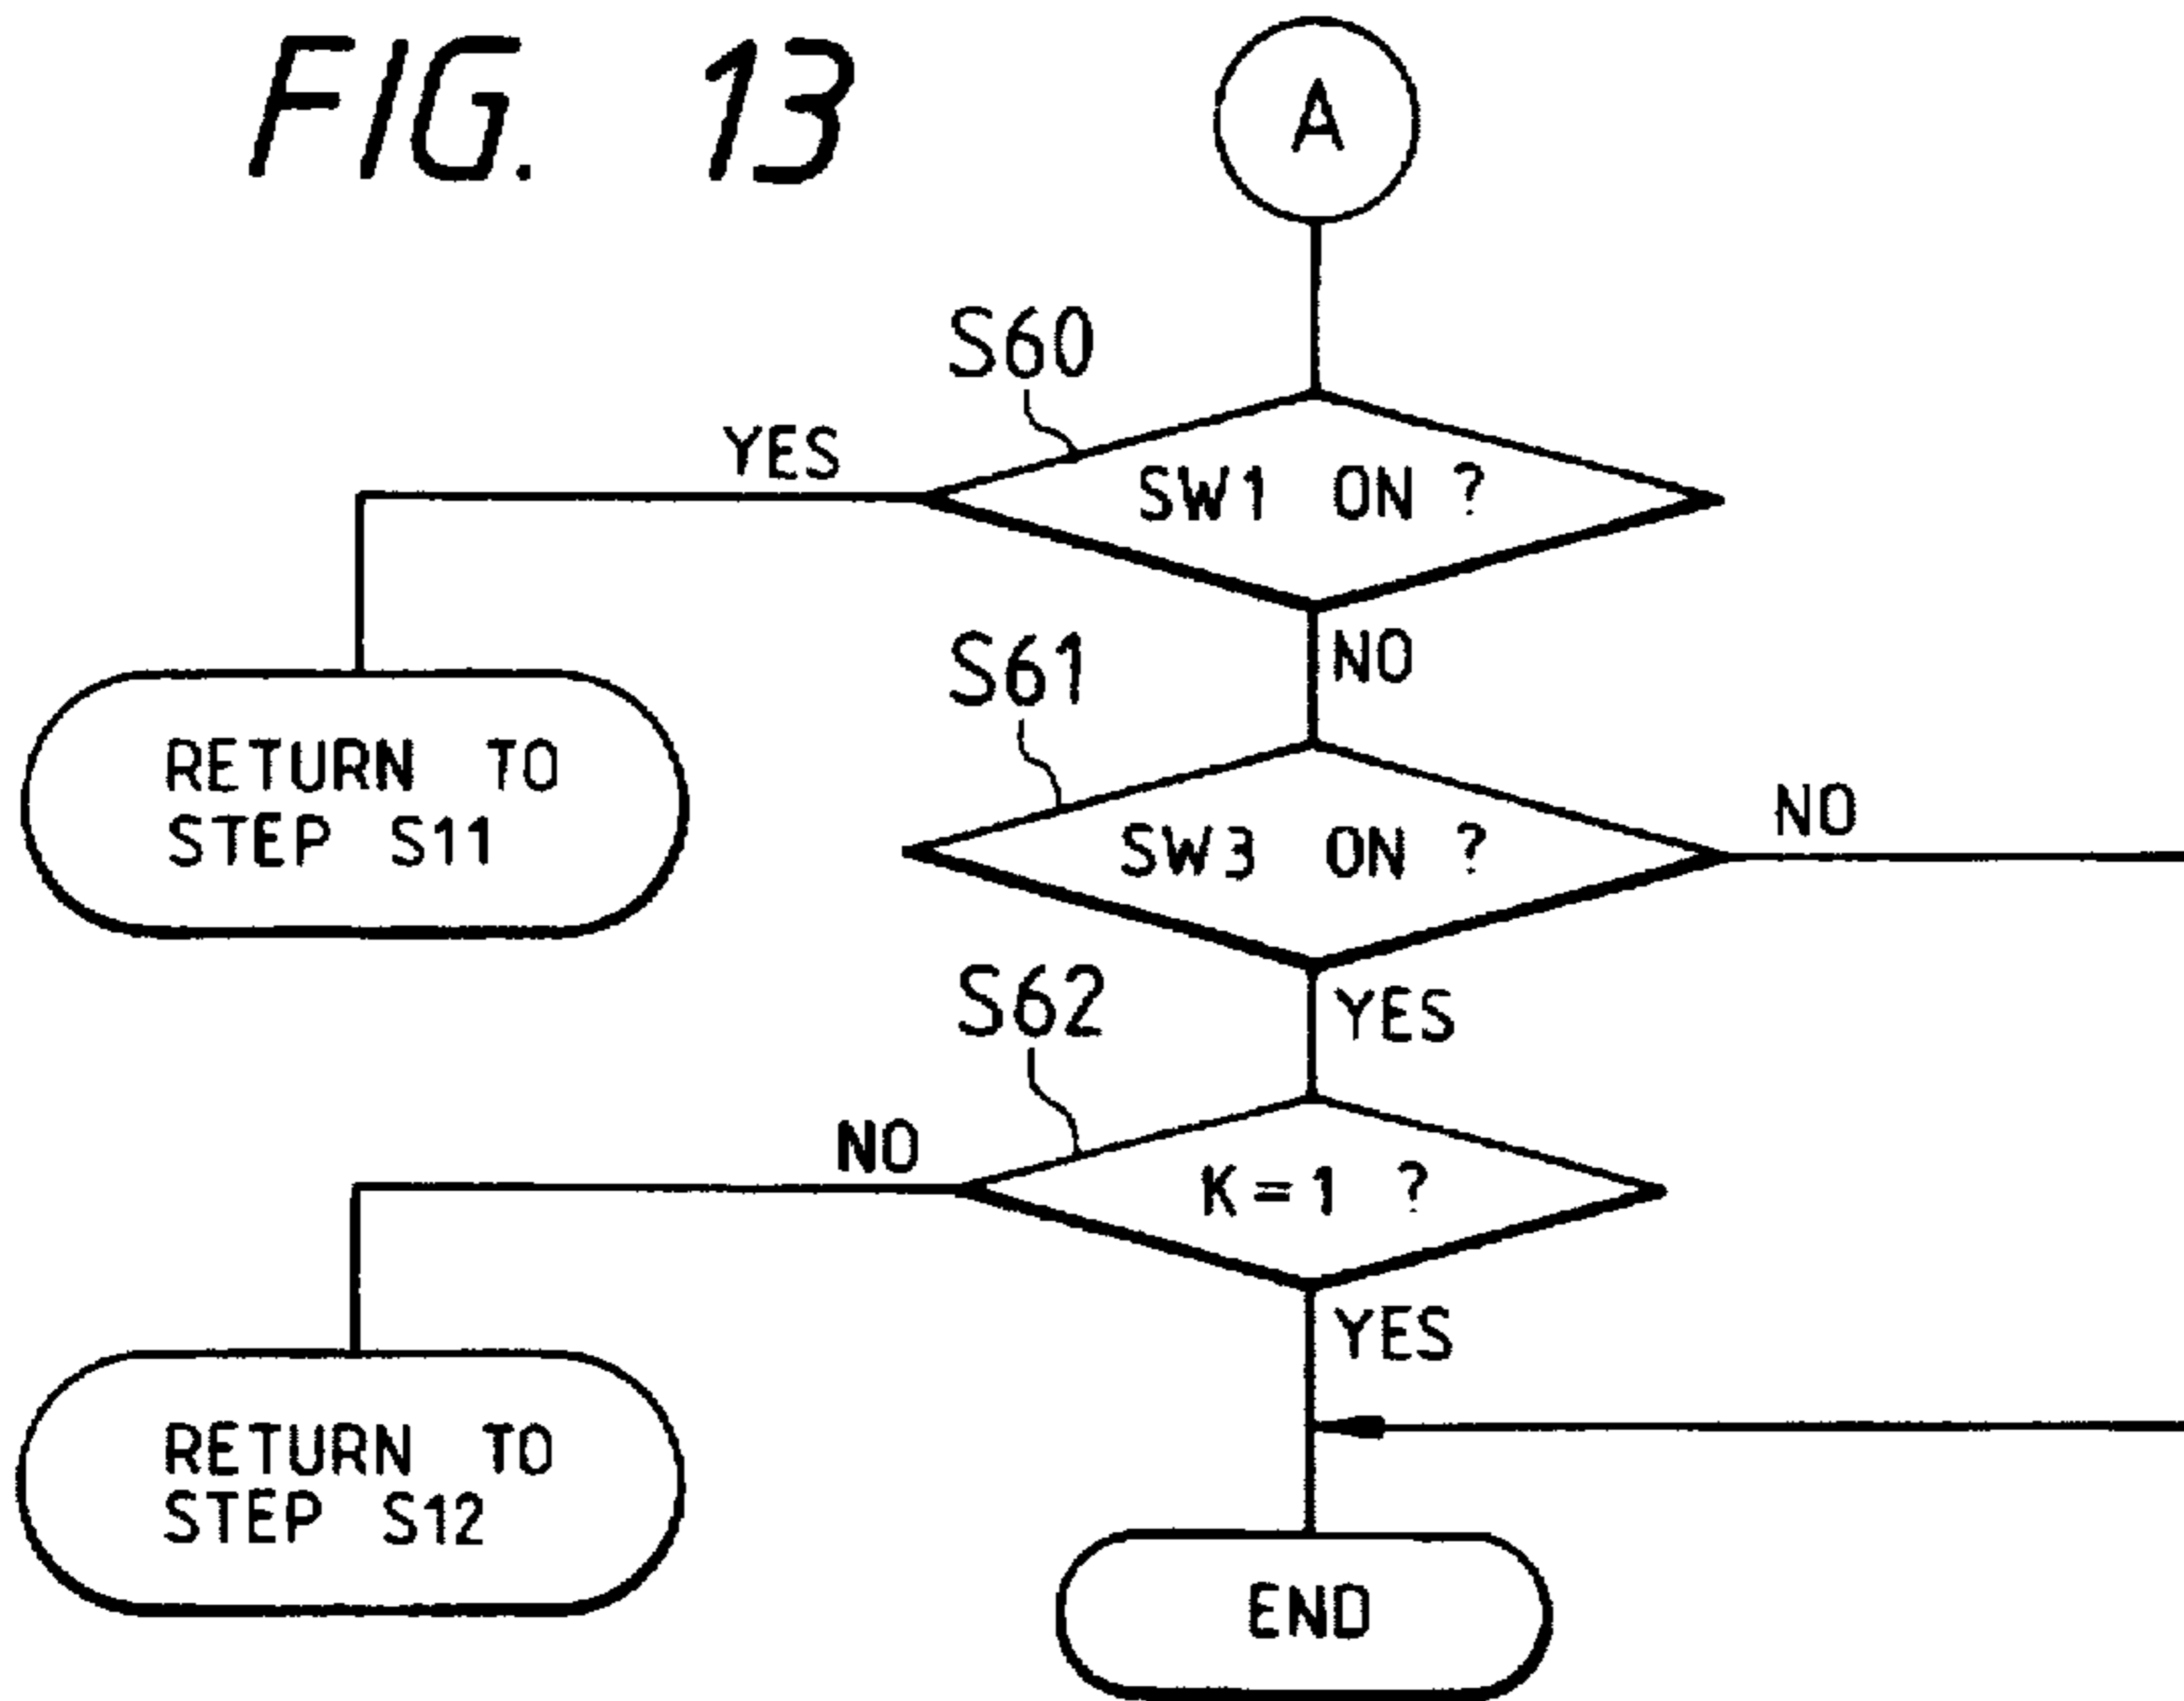 FIG. 13
A
S60
YES
SW1 ON ?
NO
S61
RETURN TO
STEP S11
SW3 ON ?
NO
S62
YES
NO
K=1 ?
YES
RETURN TO
STEP S12
END